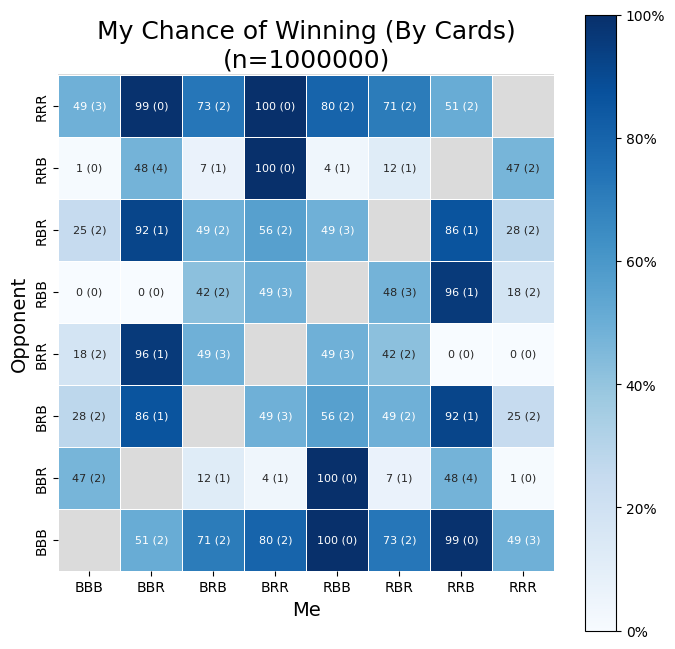 My Chance of Winning (By Cards)
(n=1000000)
100%
80%
60%
40%
20%
0%
Opponent
RRR 49 (3) 99 (0) 73 (2) 100 (0) 80 (2) 71 (2) 51 (2)
RRB 1 (0) 48 (4) 7 (1) 100 (0) 4 (1) 12 (1) 47 (2)
RBR 25 (2) 92 (1) 49 (2) 56 (2) 49 (3) 86 (1) 28 (2)
RBB 0 (0) 0 (0) 42 (2) 49 (3) 48 (3) 96 (1) 18 (2)
BRR 18 (2) 96 (1) 49 (3) 49 (3) 42 (2) 0 (0) 0 (0)
BRB 28 (2) 86 (1) 49 (3) 56 (2) 49 (2) 92 (1) 25 (2)
BBR 47 (2) 12 (1) 4 (1) 100 (0) 7 (1) 48 (4) 1 (0)
BBB 51 (2) 71 (2) 80 (2) 100 (0) 73 (2) 99 (0) 49 (3)
BBB BBR BRB BRR RBB RBR RRB RRR
Me